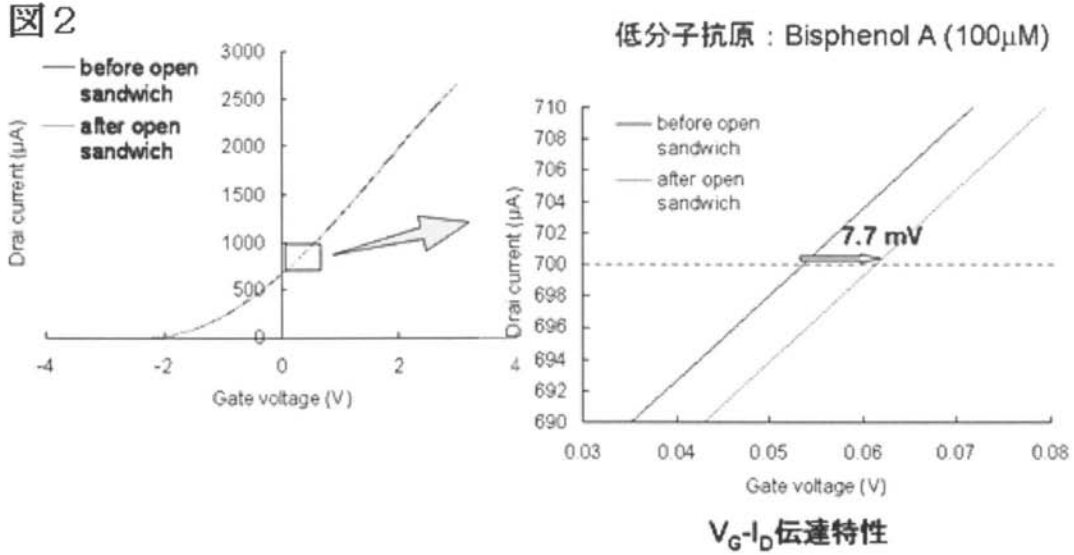 図2
低分子抗原：Bisphenol A (100μM)
before open
sandwich
after open
sandwich
Drai current (μA)
3000
2500
2000
1500
1000
500
0
-4
-2
0
2
4
Gate voltage (V)
before open
sandwich
after open
sandwich
7.7 mV
Drai current (μA)
710
708
706
704
702
700
698
696
694
692
690
0.03
0.04
0.05
0.06
0.07
0.08
Gate voltage (V)
VG-ID伝達特性